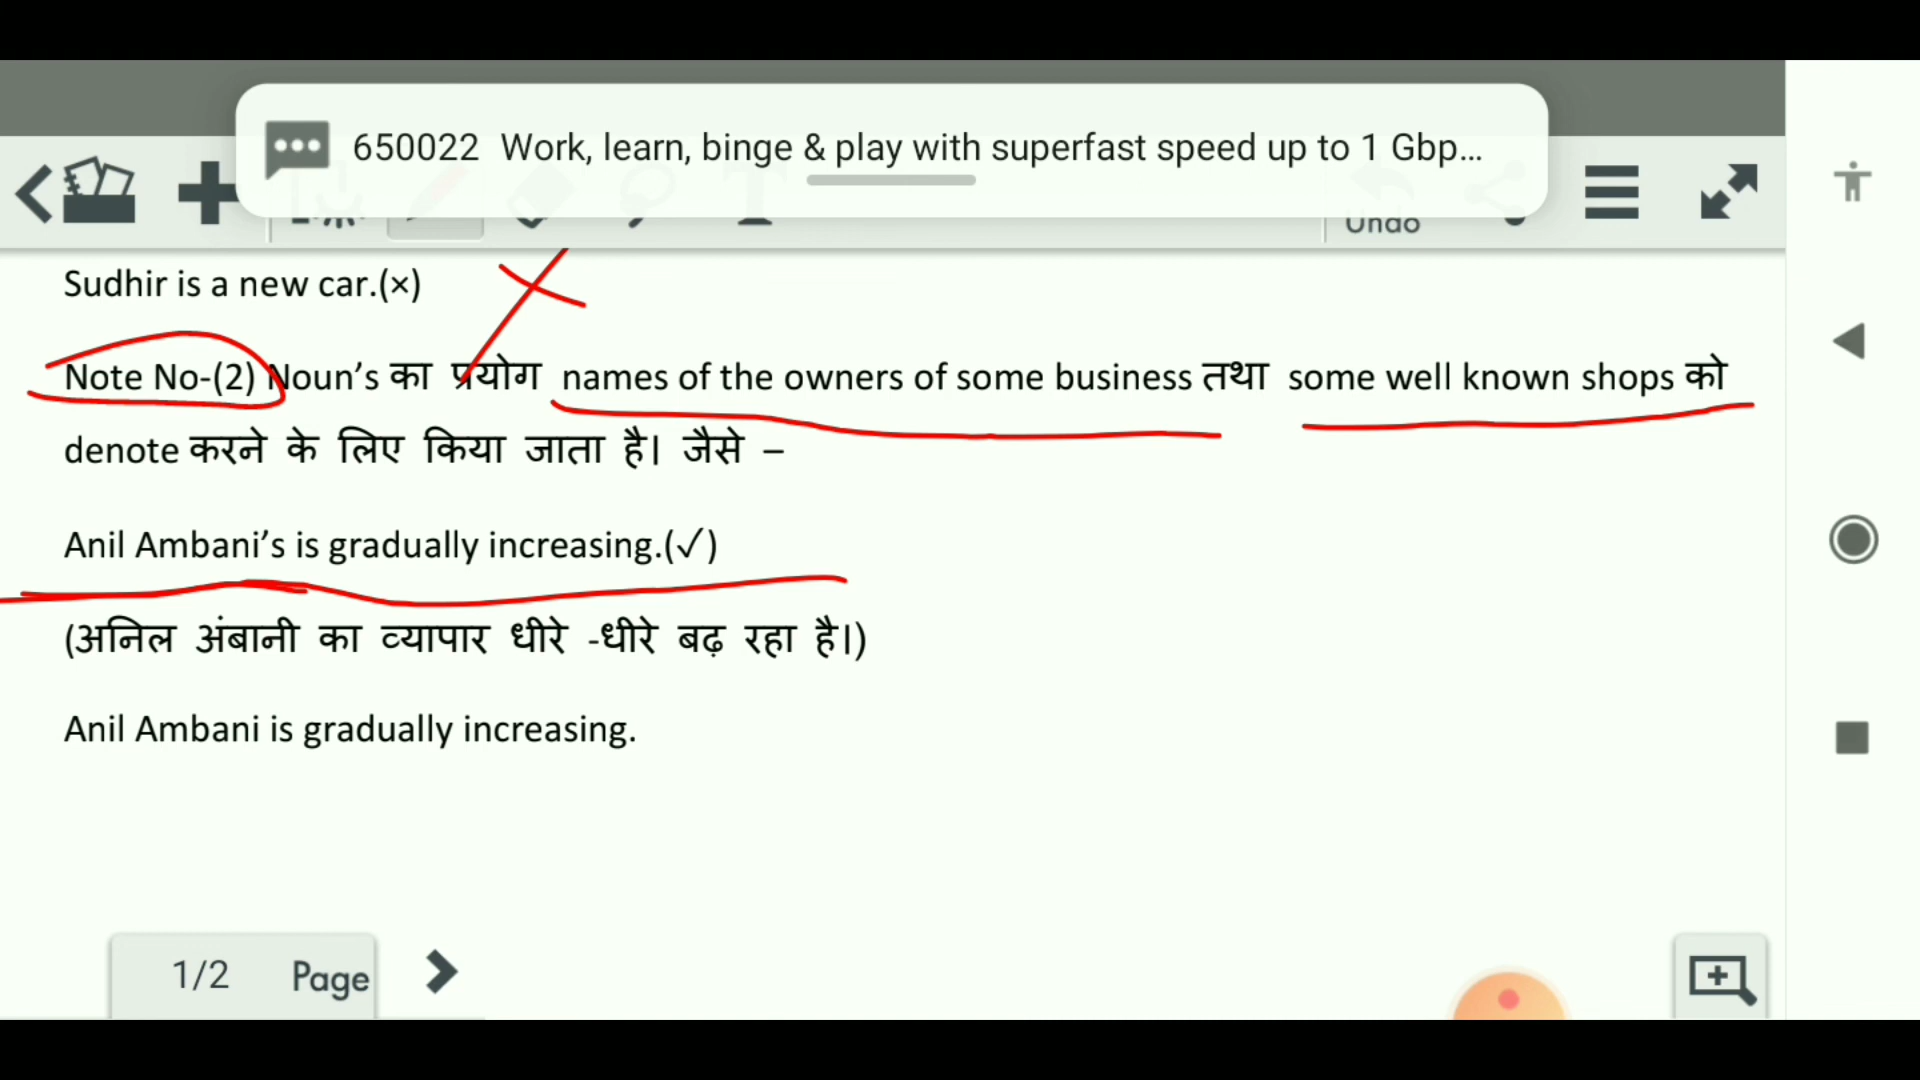 650022 Work, learn, binge & play with superfast speed up to 1 Gbp...
Undo
Sudhir is a new car.(×)
Note No-(2) Noun’s का प्रयोग names of the owners of some business तथा some well known shops को
denote करने के लिए किया जाता है। जैसे –
Anil Ambani’s is gradually increasing.(✓)
(अनिल अंबानी का व्यापार धीरे -धीरे बढ़ रहा है।)
Anil Ambani is gradually increasing.
1/2 Page